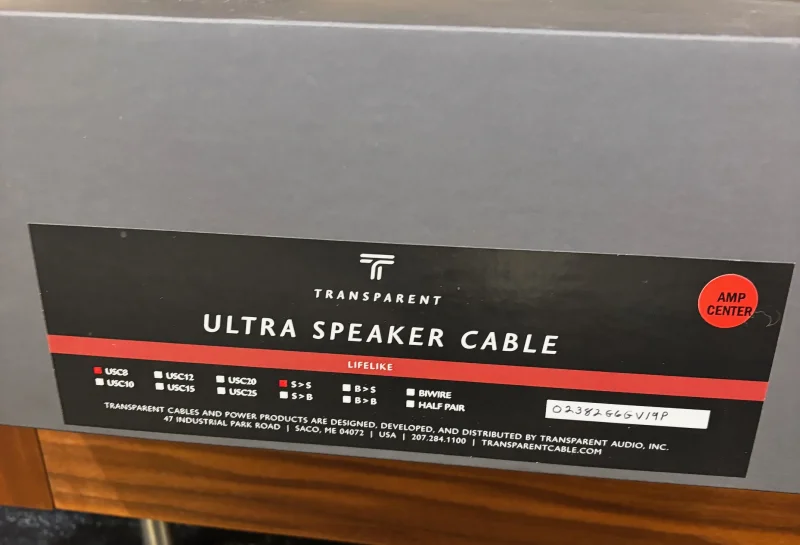 TRANSPARENT
AMP
CENTER
ULTRA SPEAKER CABLE
LIFELIKE
USC8 USC12 USC20 S>S B>S BIWIRE
USC10 USC15 USC25 S>B B>B HALF PAIR
02382G6GV19P
TRANSPARENT CABLES AND POWER PRODUCTS ARE DESIGNED, DEVELOPED, AND DISTRIBUTED BY TRANSPARENT AUDIO, INC.
47 INDUSTRIAL PARK ROAD | SACO, ME 04072 | USA | 207.284.1100 | TRANSPARENTCABLE.COM